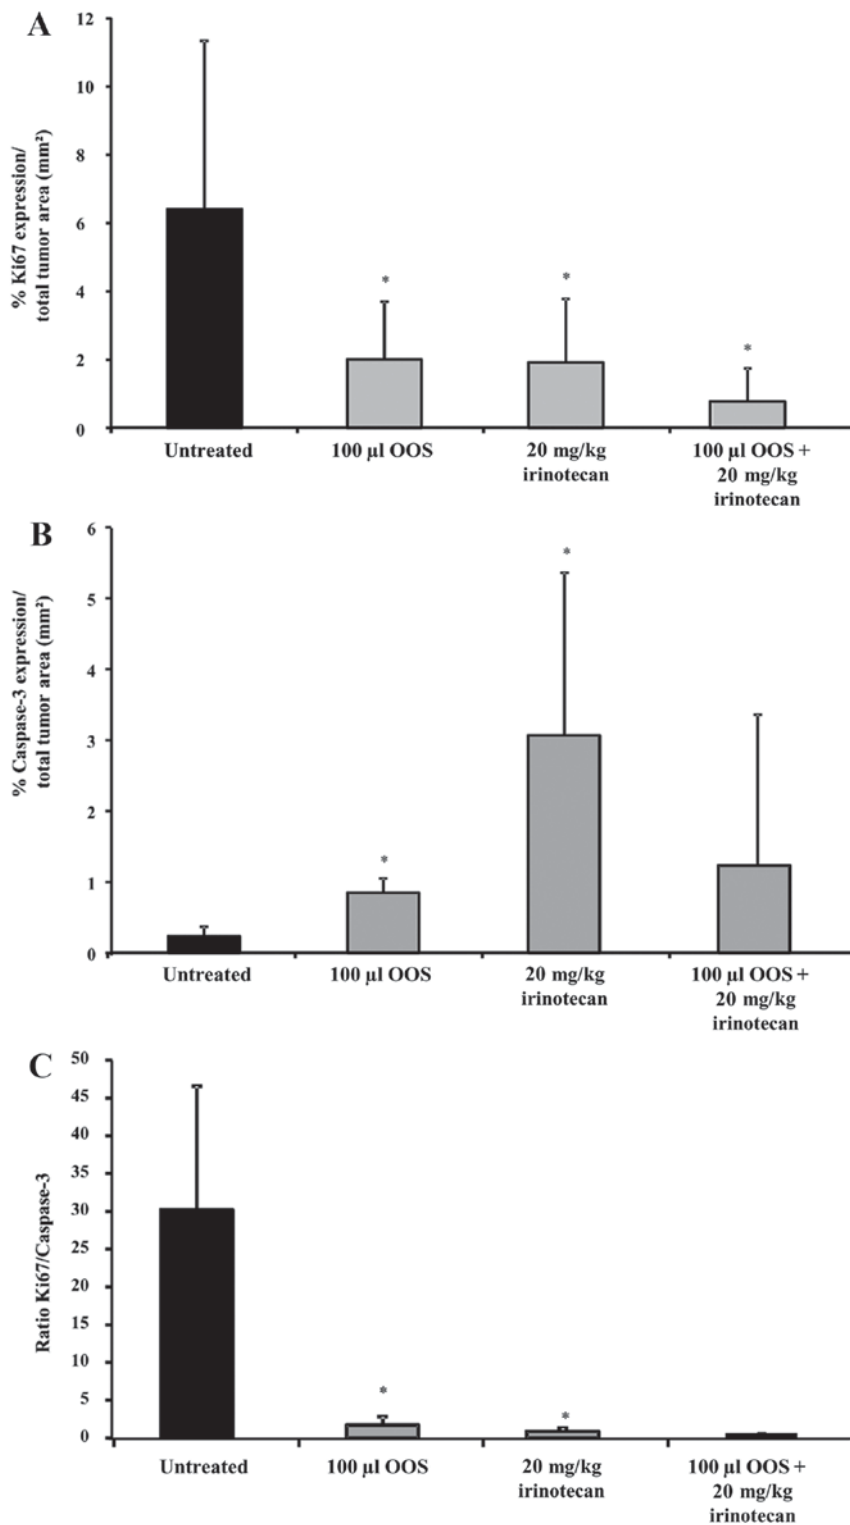 A
% Ki67 expression/
total tumor area (mm²)
12
10
8
6
4
2
0
*
*
*
Untreated
100 µl OOS
20 mg/kg
irinotecan
100 µl OOS +
20 mg/kg
irinotecan
B
% Caspase-3 expression/
total tumor area (mm²)
6
5
4
3
2
1
0
*
*
Untreated
100 µl OOS
20 mg/kg
irinotecan
100 µl OOS +
20 mg/kg
irinotecan
C
Ratio Ki67/Caspase-3
50
45
40
35
30
25
20
15
10
5
0
*
*
Untreated
100 µl OOS
20 mg/kg
irinotecan
100 µl OOS +
20 mg/kg
irinotecan